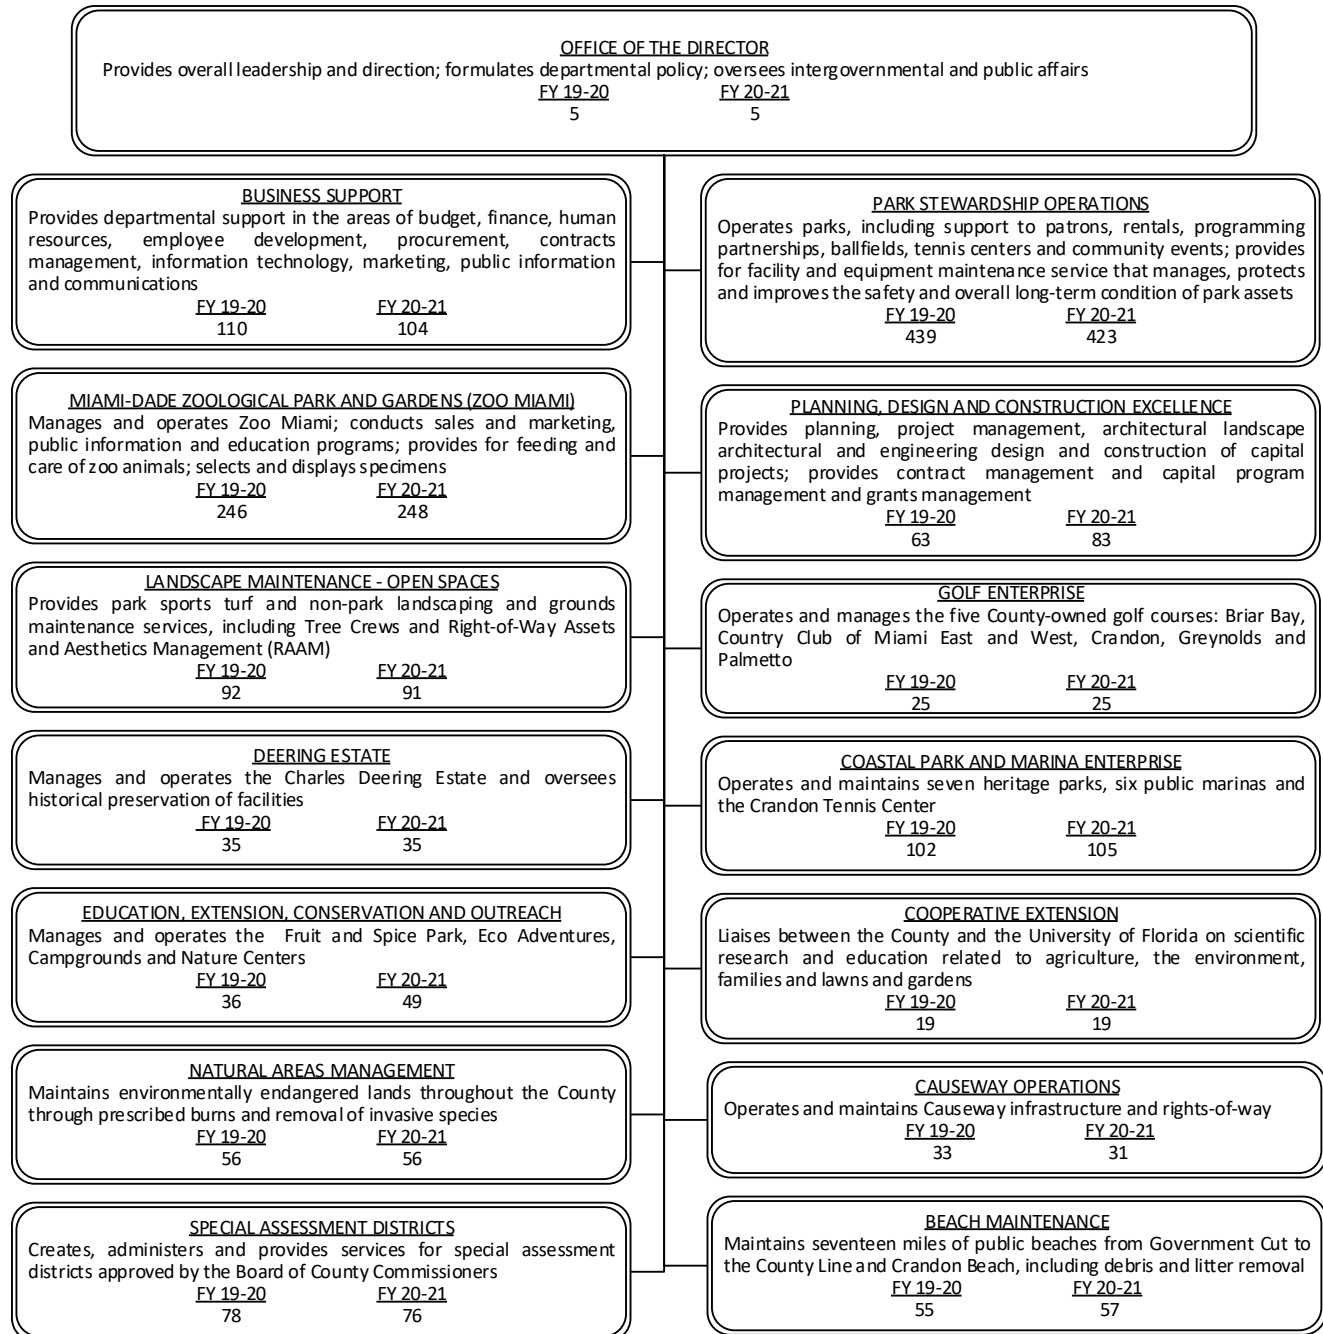 OFFICE OF THE DIRECTOR
Provides overall leadership and direction; formulates departmental policy; oversees intergovernmental and public affairs
FY 19-20 FY 20-21
5 5
BUSINESS SUPPORT
Provides departmental support in the areas of budget, finance, human
resources, employee development, procurement, contracts
management, information technology, marketing, public information
and communications
FY 19-20 FY 20-21
110 104
PARK STEWARDSHIP OPERATIONS
Operates parks, including support to patrons, rentals, programming
partnerships, ballfields, tennis centers and community events; provides
for facility and equipment maintenance service that manages, protects
and improves the safety and overall long-term condition of park assets
FY 19-20 FY 20-21
439 423
MIAMI-DADE ZOOLOGICAL PARK AND GARDENS (ZOO MIAMI)
Manages and operates Zoo Miami; conducts sales and marketing,
public information and education programs; provides for feeding and
care of zoo animals; selects and displays specimens
FY 19-20 FY 20-21
246 248
PLANNING, DESIGN AND CONSTRUCTION EXCELLENCE
Provides planning, project management, architectural landscape
architectural and engineering design and construction of capital
projects; provides contract management and capital program
management and grants management
FY 19-20 FY 20-21
63 83
LANDSCAPE MAINTENANCE - OPEN SPACES
Provides park sports turf and non-park landscaping and grounds
maintenance services, including Tree Crews and Right-of-Way Assets
and Aesthetics Management (RAAM)
FY 19-20 FY 20-21
92 91
GOLF ENTERPRISE
Operates and manages the five County-owned golf courses: Briar Bay,
Country Club of Miami East and West, Crandon, Greynolds and
Palmetto
FY 19-20 FY 20-21
25 25
DEERING ESTATE
Manages and operates the Charles Deering Estate and oversees
historical preservation of facilities
FY 19-20 FY 20-21
35 35
COASTAL PARK AND MARINA ENTERPRISE
Operates and maintains seven heritage parks, six public marinas and
the Crandon Tennis Center
FY 19-20 FY 20-21
102 105
EDUCATION, EXTENSION, CONSERVATION AND OUTREACH
Manages and operates the Fruit and Spice Park, Eco Adventures,
Campgrounds and Nature Centers
FY 19-20 FY 20-21
36 49
COOPERATIVE EXTENSION
Liaises between the County and the University of Florida on scientific
research and education related to agriculture, the environment,
families and lawns and gardens
FY 19-20 FY 20-21
19 19
NATURAL AREAS MANAGEMENT
Maintains environmentally endangered lands throughout the County
through prescribed burns and removal of invasive species
FY 19-20 FY 20-21
56 56
CAUSEWAY OPERATIONS
Operates and maintains Causeway infrastructure and rights-of-way
FY 19-20 FY 20-21
33 31
SPECIAL ASSESSMENT DISTRICTS
Creates, administers and provides services for special assessment
districts approved by the Board of County Commissioners
FY 19-20 FY 20-21
78 76
BEACH MAINTENANCE
Maintains seventeen miles of public beaches from Government Cut to
the County Line and Crandon Beach, including debris and litter removal
FY 19-20 FY 20-21
55 57